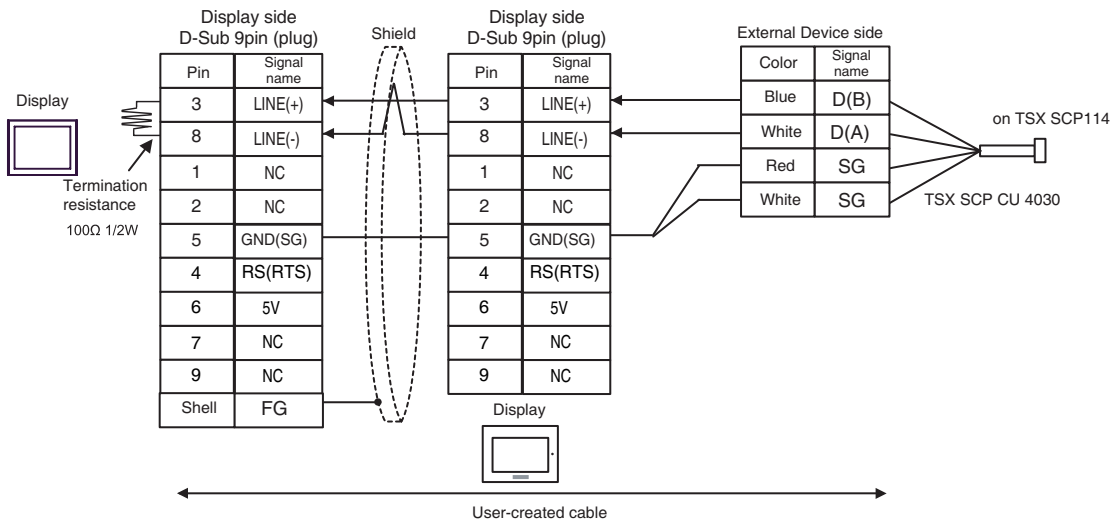 Display side
D-Sub 9pin (plug)
Shield
Display side
D-Sub 9pin (plug)
External Device side
Pin Signal name
3 LINE(+)
8 LINE(-)
1 NC
2 NC
5 GND(SG)
4 RS(RTS)
6 5V
7 NC
9 NC
Shell FG
Display
Termination
resistance
100Ω 1/2W
Pin Signal name
3 LINE(+)
8 LINE(-)
1 NC
2 NC
5 GND(SG)
4 RS(RTS)
6 5V
7 NC
9 NC
Display
Color Signal name
Blue D(B)
White D(A)
Red SG
White SG
on TSX SCP114
TSX SCP CU 4030
User-created cable